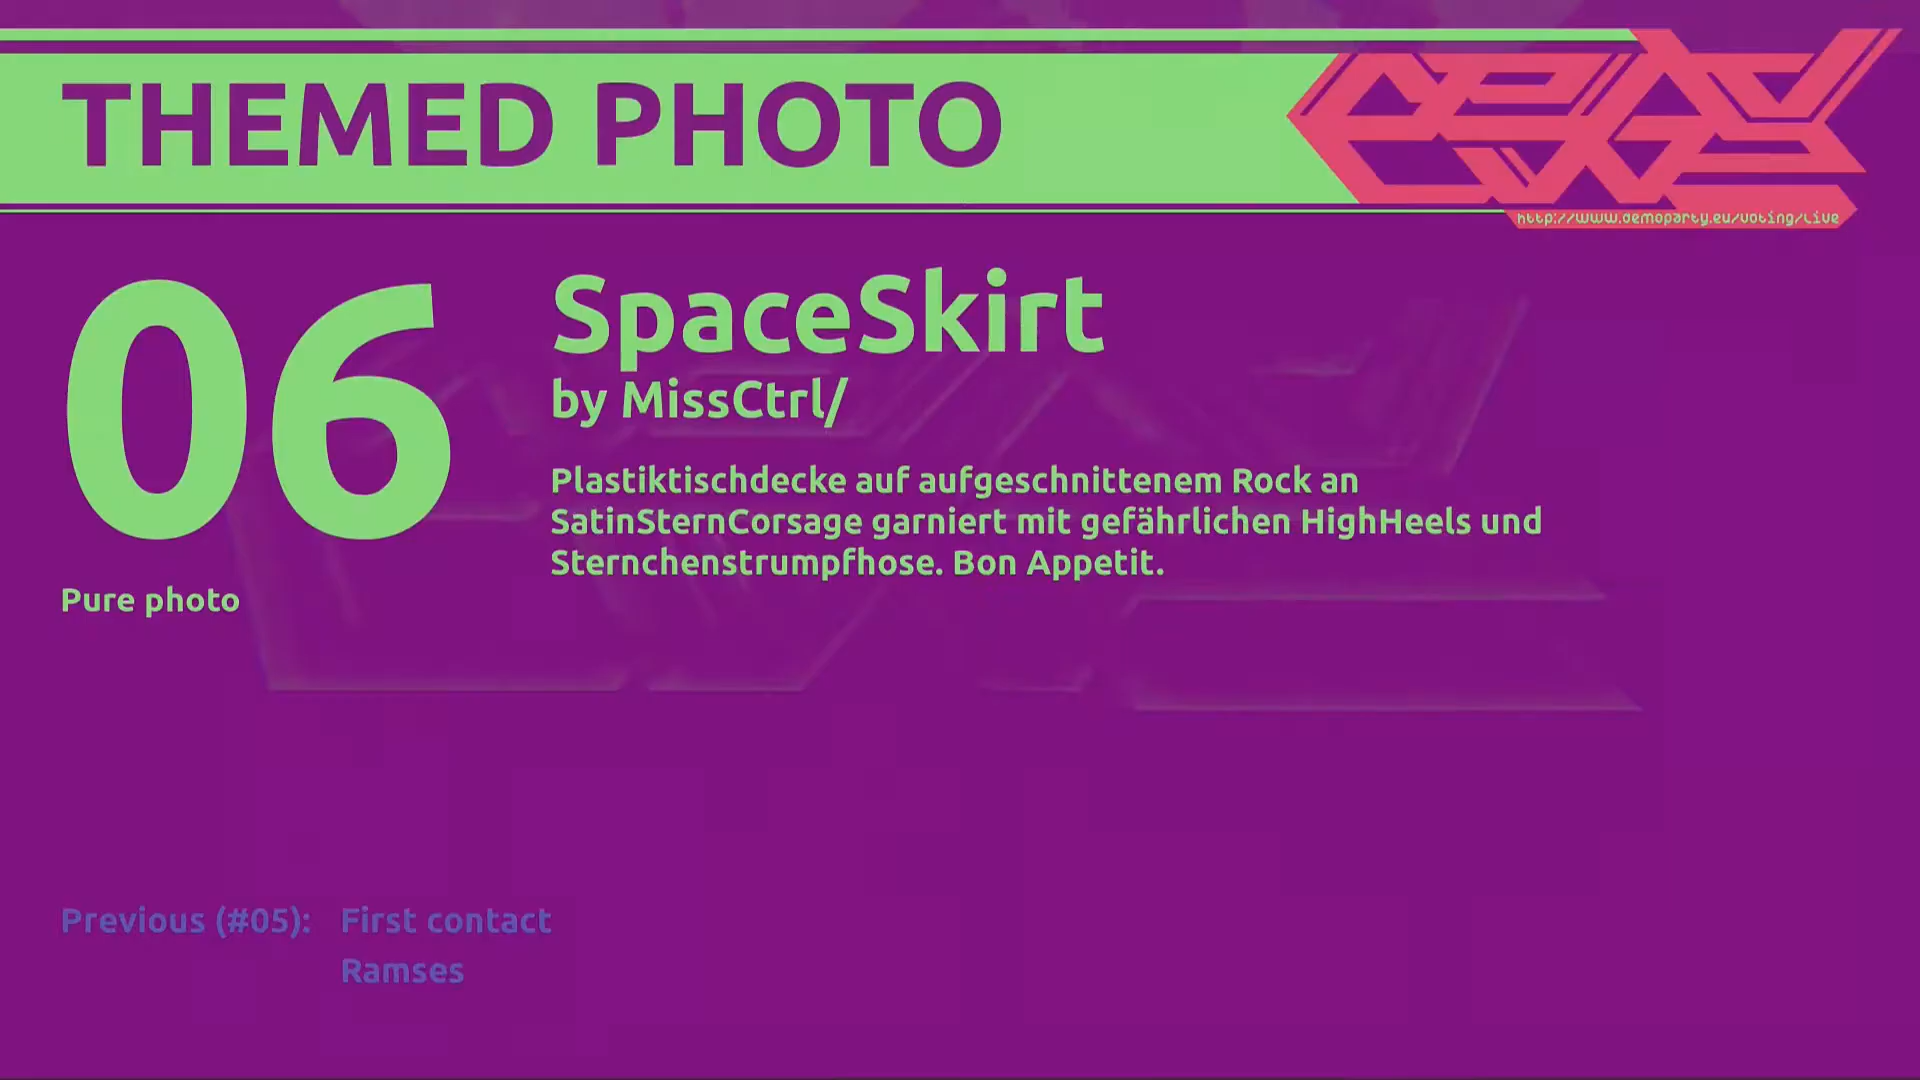 THEMED PHOTO
http://www.demoparty.eu/voting/live
06
SpaceSkirt
by MissCtrl/
Plastiktischdecke auf aufgeschnittenem Rock an
SatinSternCorsage garniert mit gefährlichen HighHeels und
Sternchenstrumpfhose. Bon Appetit.
Pure photo
Previous (#05): First contact
Ramses